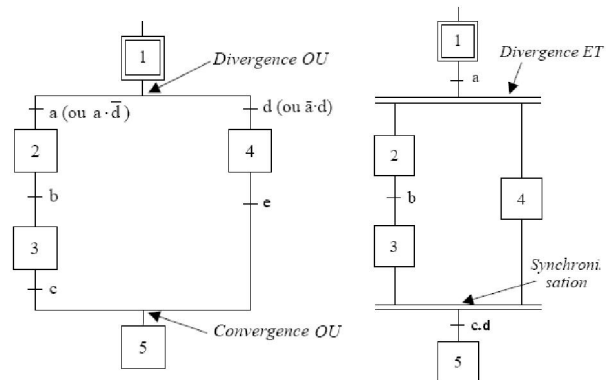 1
Divergence OU
a (ou a · d̅)
d (ou a̅·d)
2
4
b
e
3
c
Convergence OU
5
1
Divergence ET
a
2
4
b
3
Synchroni.
sation
c.d
5